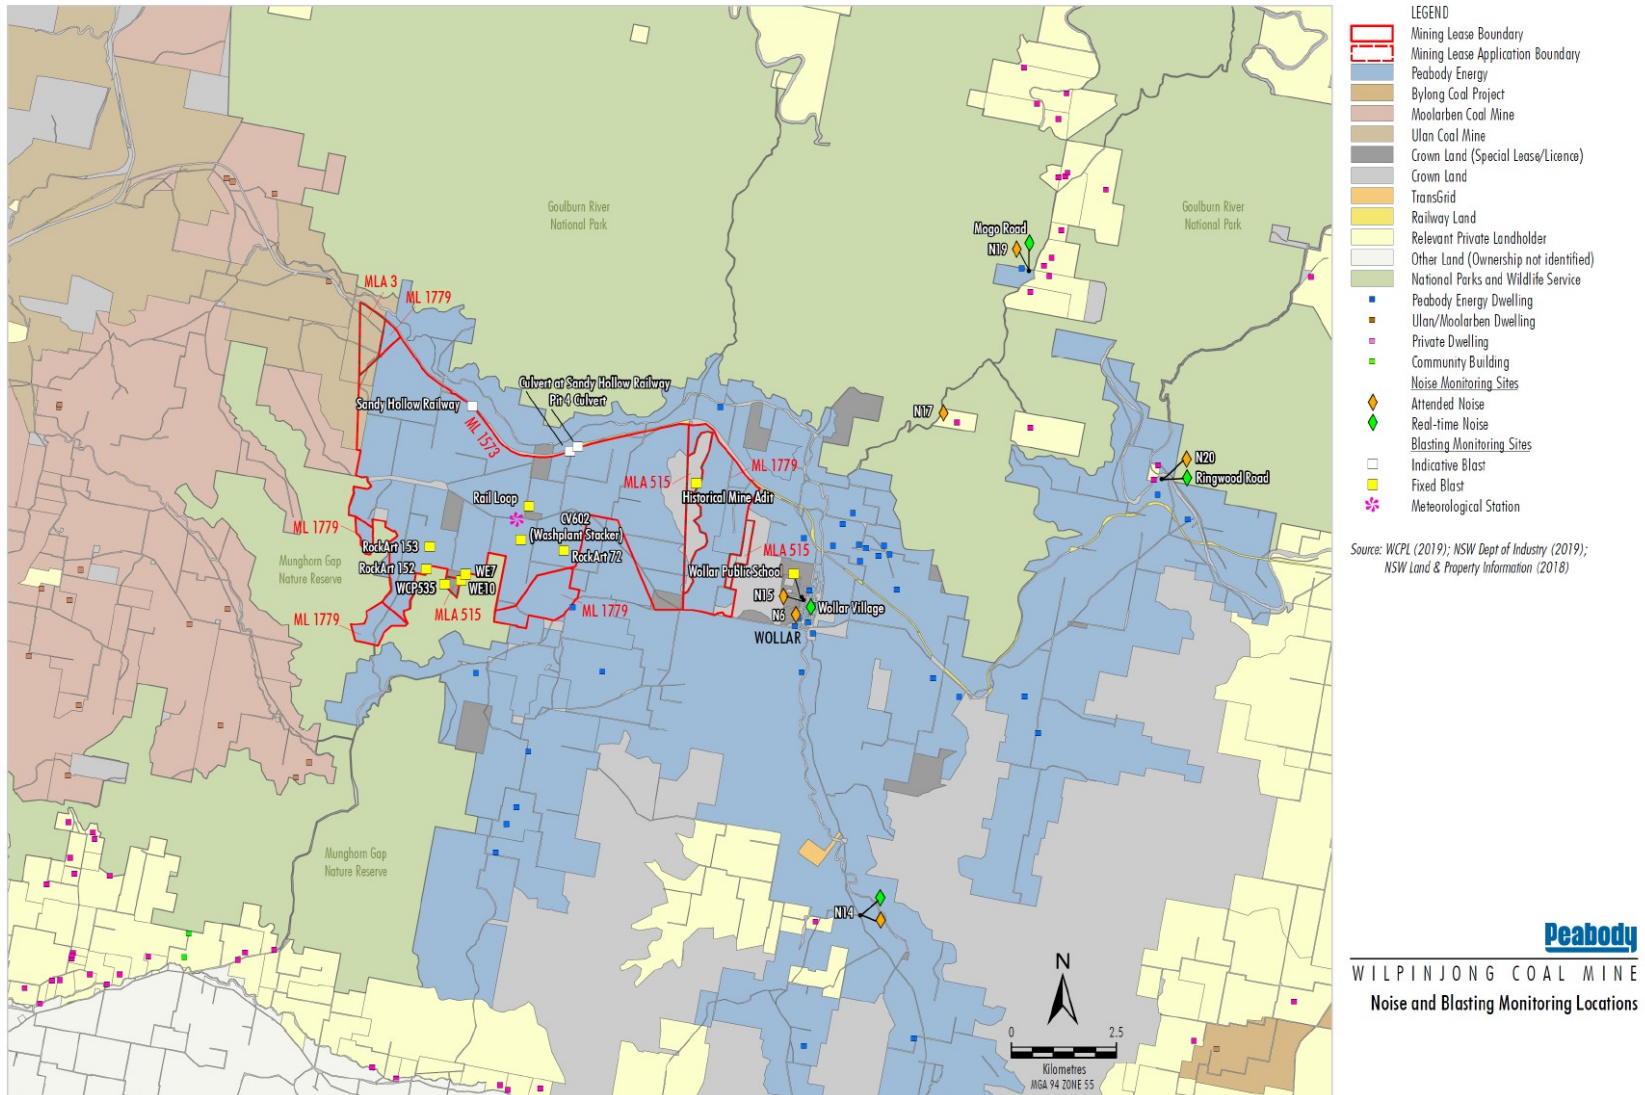 Goulburn River
National Park
Goulburn River
National Park
Mogo Road
N19
MLA 3
ML 1779
Culvert at Sandy Hollow Railway
Pit 4 Culvert
Sandy Hollow Railway
ML 1573
N17
N20
Ringwood Road
ML 1779
MLA 515
Historical Mine Adit
Rail Loop
CV602
(Washplant Stacker)
ML 1779
RockArt 153
RockArt 72
MLA 515
Munghorn Gap
Nature Reserve
RockArt 152
WE7
WCP535
WE10
Wollar Public School
N15
Wollar Village
N6
WOLLAR
ML 1779
MLA 515
ML 1779
Munghorn Gap
Nature Reserve
N14
N
0 2.5
Kilometres
MGA 94 ZONE 55
LEGEND
Mining Lease Boundary
Mining Lease Application Boundary
Peabody Energy
Bylong Coal Project
Moolarben Coal Mine
Ulan Coal Mine
Crown Land (Special Lease/Licence)
Crown Land
TransGrid
Railway Land
Relevant Private Landholder
Other Land (Ownership not identified)
National Parks and Wildlife Service
Peabody Energy Dwelling
Ulan/Moolarben Dwelling
Private Dwelling
Community Building
Noise Monitoring Sites
Attended Noise
Real-time Noise
Blasting Monitoring Sites
Indicative Blast
Fixed Blast
Meteorological Station
Source: WCPL (2019); NSW Dept of Industry (2019);
NSW Land & Property Information (2018)
Peabody
WILPINJONG COAL MINE
Noise and Blasting Monitoring Locations